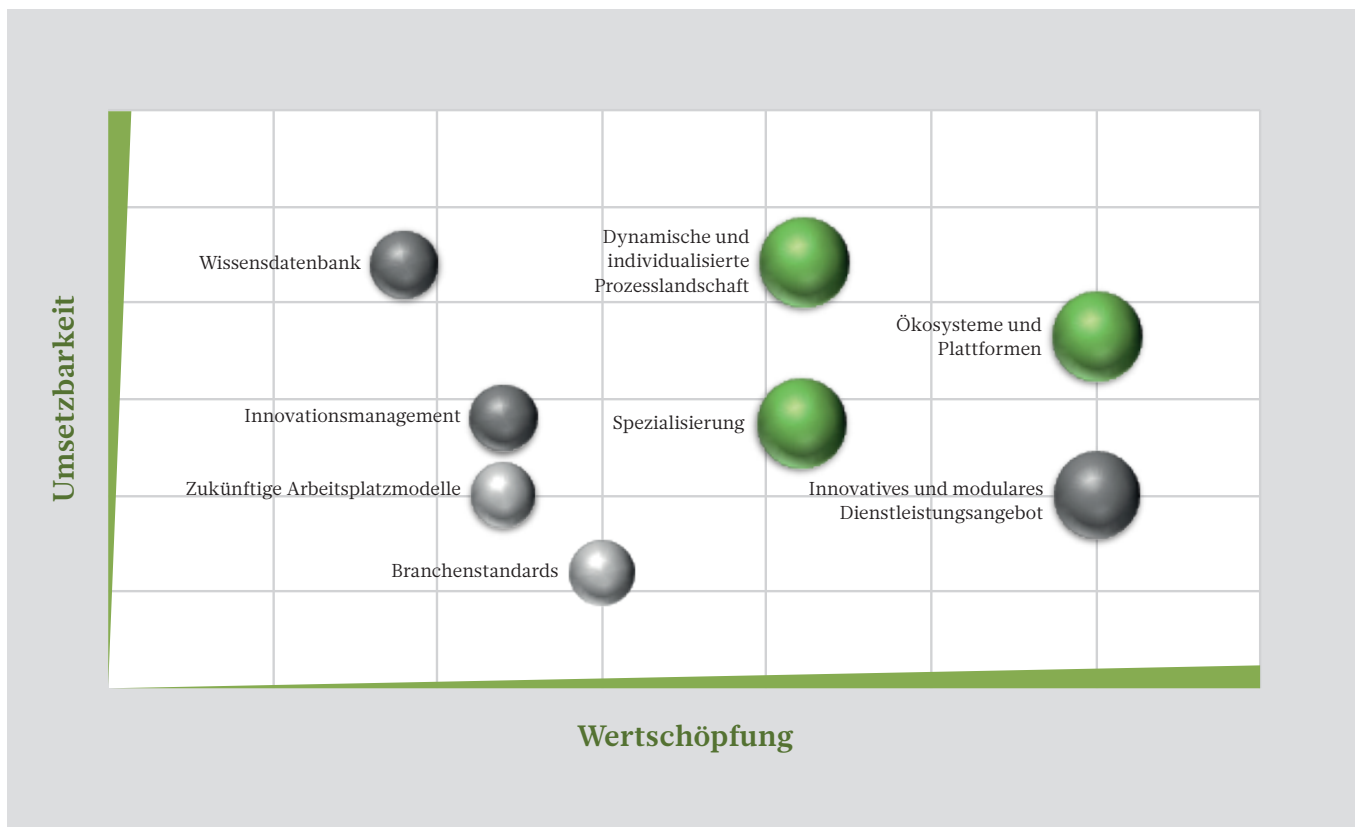 Umsetzbarkeit
Wissensdatenbank
Dynamische und
individualisierte
Prozesslandschaft
Ökosysteme und
Plattformen
Innovationsmanagement
Spezialisierung
Zukünftige Arbeitsplatzmodelle
Innovatives und modulares
Dienstleistungsangebot
Branchenstandards
Wertschöpfung